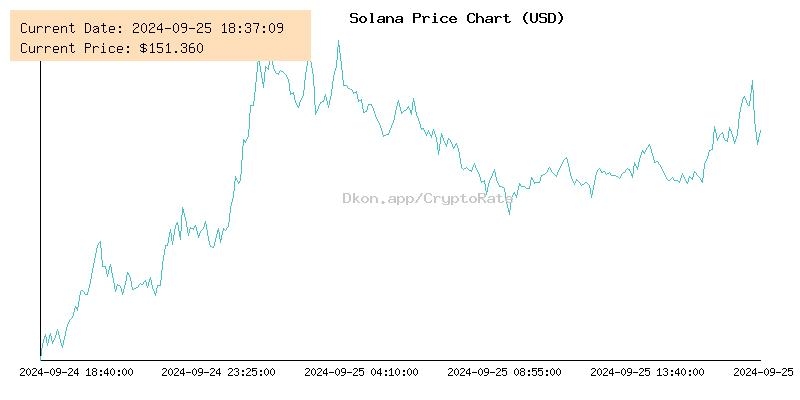 Solana Price Chart (USD)
Current Date: 2024-09-25 18:37:09
Current Price: $151.360
Dkon.app/CryptoRate
2024-09-24 18:40:00 2024-09-24 23:25:00 2024-09-25 04:10:00 2024-09-25 08:55:00 2024-09-25 13:40:00 2024-09-25